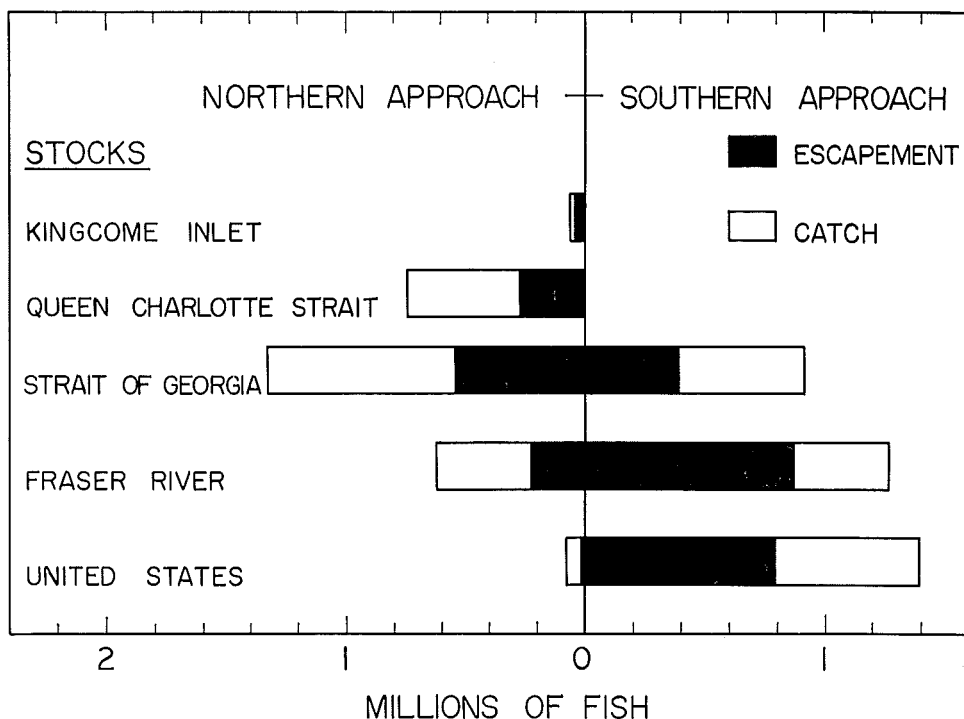 NORTHERN APPROACH
SOUTHERN APPROACH
STOCKS
ESCAPEMENT
KINGCOME INLET
CATCH
QUEEN CHARLOTTE STRAIT
STRAIT OF GEORGIA
FRASER RIVER
UNITED STATES
2 1 0 1
MILLIONS OF FISH